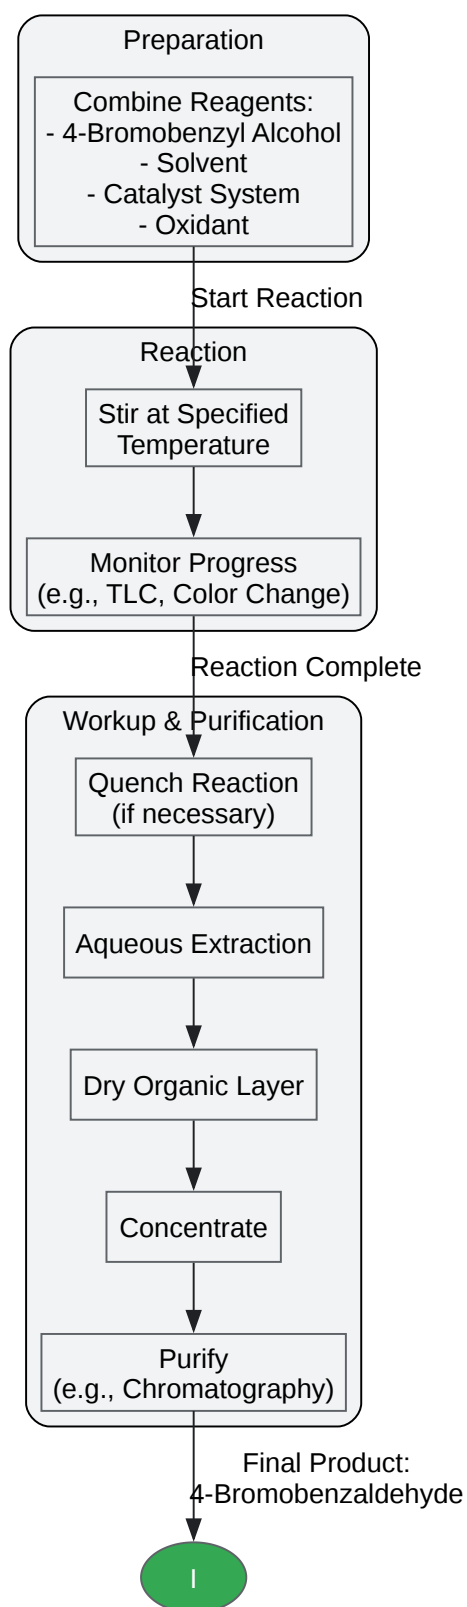 Preparation
Combine Reagents:
- 4-Bromobenzyl Alcohol
- Solvent
- Catalyst System
- Oxidant
Start Reaction
Reaction
Stir at Specified
Temperature
Monitor Progress
(e.g., TLC, Color Change)
Reaction Complete
Workup & Purification
Quench Reaction
(if necessary)
Aqueous Extraction
Dry Organic Layer
Concentrate
Purify
(e.g., Chromatography)
Final Product:
4-Bromobenzaldehyde
I